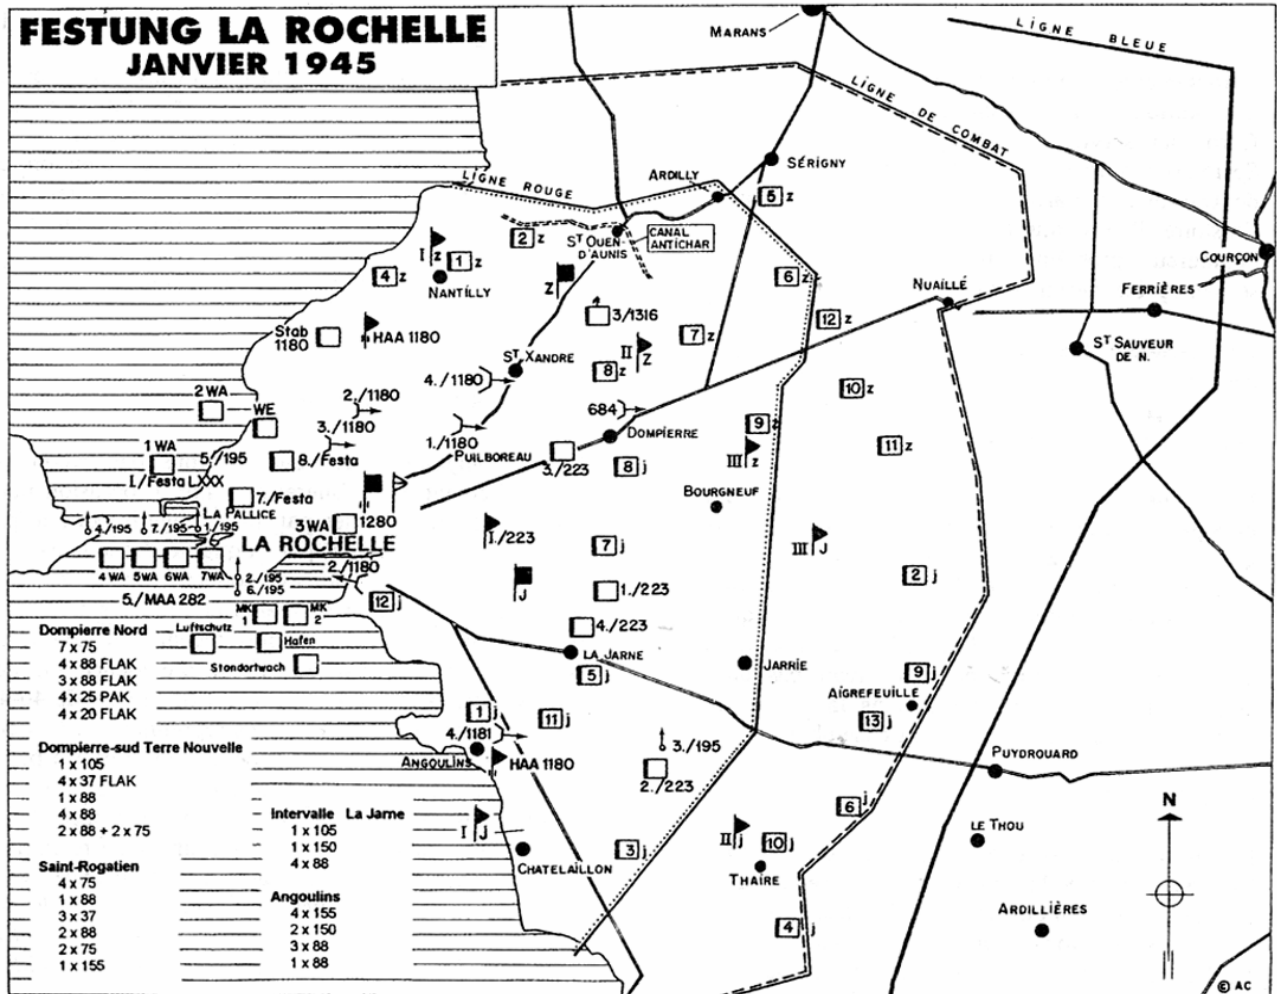 FESTUNG LA ROCHELLE
JANVIER 1945
MARANS
LIGNE BLEUE
LIGNE DE COMBAT
SÉRIGNY
ARDILLY
LIGNE ROUGE
5 z
2 z
ST OUEN
D'AUNIS
CANAL
ANTICHAR
COURÇON
I z
1 z
4 z
NANTILLY
Z
6 z
NUAILLÉ
FERRIÈRES
3/1316
12 z
Stab
1180
HAA 1180
7 z
II Z
ST SAUVEUR
DE N.
ST XANDRE
8 z
4./1180
10 z
2 WA
2./1180
684
WE
3./1180
1./1180
DOMPIERRE
9 z
11 z
1 WA
5./195
8./Festa
PUILBOREAU
3./223
8 j
III z
I./Festa LXXX
7./Festa
BOURGNEUF
LA PALLICE
4./195
7./195
1./195
3 WA
1280
I./223
III J
LA ROCHELLE
7 j
4 WA
5WA
6WA
7WA
2./1180
2./195
6./195
J
1./223
2 j
5./MAA 282
12 j
MK
1
MK
2
4./223
Luftschutz
Hafen
LA JARNE
JARRIE
Standortwach
5 j
9 j
AIGREFEUILLE
1 j
11 j
13 j
4./1181
3./195
ANGOULINS
HAA 1180
2./223
PUYDROUARD
6 j
I J
II j
10 j
LE THOU
N
CHATELAILLON
3 j
THAIRE
ARDILLIÈRES
4 j
© AC
Dompierre Nord
7 x 75
4 x 88 FLAK
3 x 88 FLAK
4 x 25 PAK
4 x 20 FLAK
Dompierre-sud Terre Nouvelle
1 x 105
4 x 37 FLAK
1 x 88
4 x 88
2 x 88 + 2 x 75
Saint-Rogatien
4 x 75
1 x 88
3 x 37
2 x 88
2 x 75
1 x 155
Intervalle La Jarne
1 x 105
1 x 150
4 x 88
Angoulins
4 x 155
2 x 150
3 x 88
1 x 88